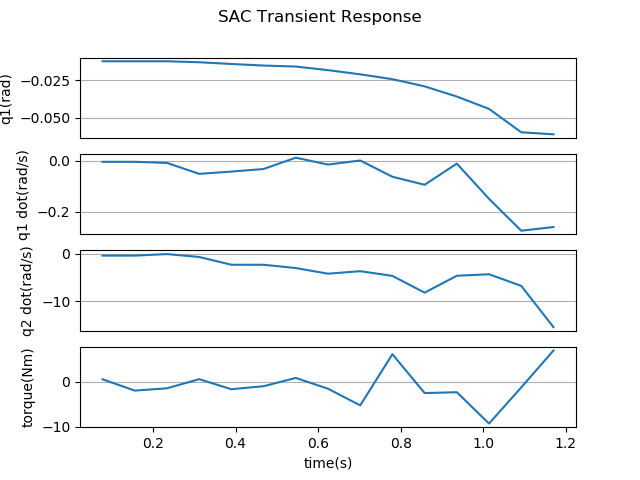 SAC Transient Response
q1(rad)
−0.025
−0.050
q1 dot(rad/s)
0.0
−0.2
q2 dot(rad/s)
0
−10
torque(Nm)
0
−10
0.2 0.4 0.6 0.8 1.0 1.2
time(s)